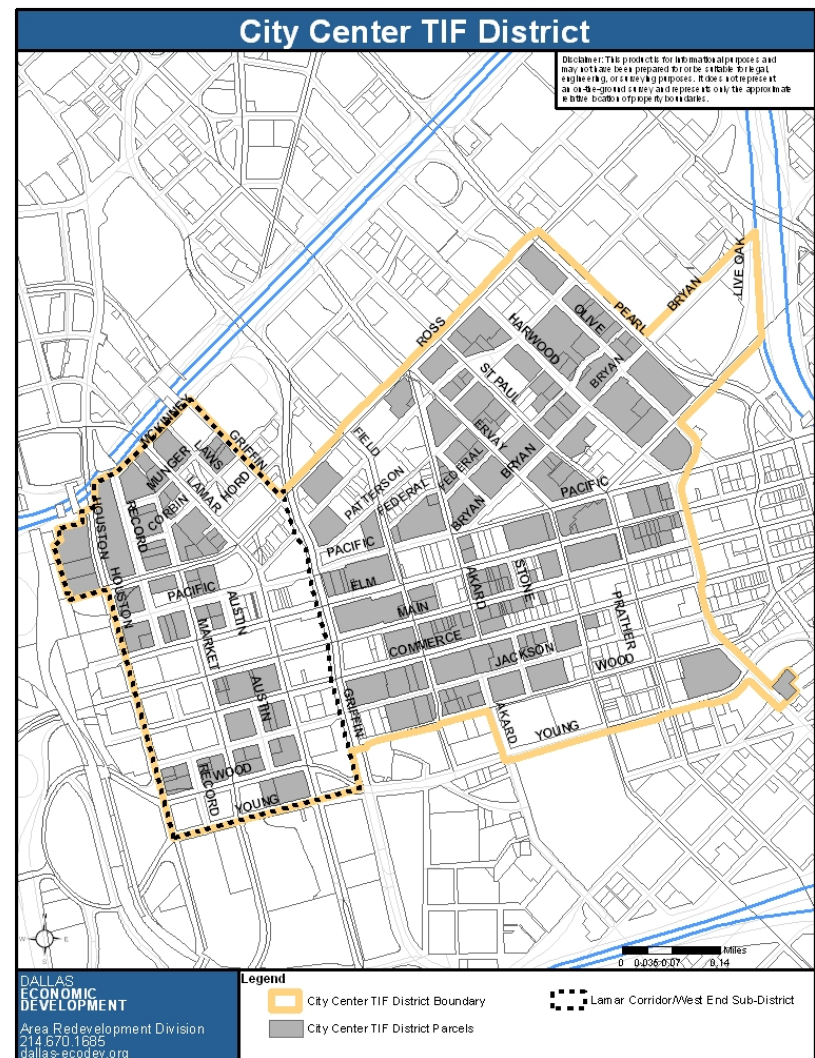 City Center TIF District
Disclaimer: This product is for informational purposes and
may not have been prepared for or be suitable for legal,
engineering, or surveying purposes. It does not represent
an on-the-ground survey and represents only the approximate
relative location of property boundaries.
LIVE OAK
BRYAN
PEARL
OLIVE
ROSS
HARWOOD
BRYAN
ST PAUL
MCKINNEY
GRIFFIN
FIELD
ERVAY
LAWS
MUNGER
BRYAN
FEDERAL
PATTERSON
HORD
LAMAR
PACIFIC
FEDERAL
HOUSTON
RECORD
CORBIN
BRYAN
PACIFIC
HOUSTON
ELM
AKARD
STONE
PACIFIC
AUSTIN
MAIN
PRATHER
MARKET
COMMERCE
JACKSON
WOOD
AUSTIN
GRIFFIN
AKARD
YOUNG
WOOD
RECORD
YOUNG
N
W
E
S
Miles
0 0.035 0.07 0.14
DALLAS
ECONOMIC
DEVELOPMENT
Area Redevelopment Division
214.670.1685
dallas-ecodev.org
Legend
City Center TIF District Boundary
Lamar Corridor/West End Sub-District
City Center TIF District Parcels